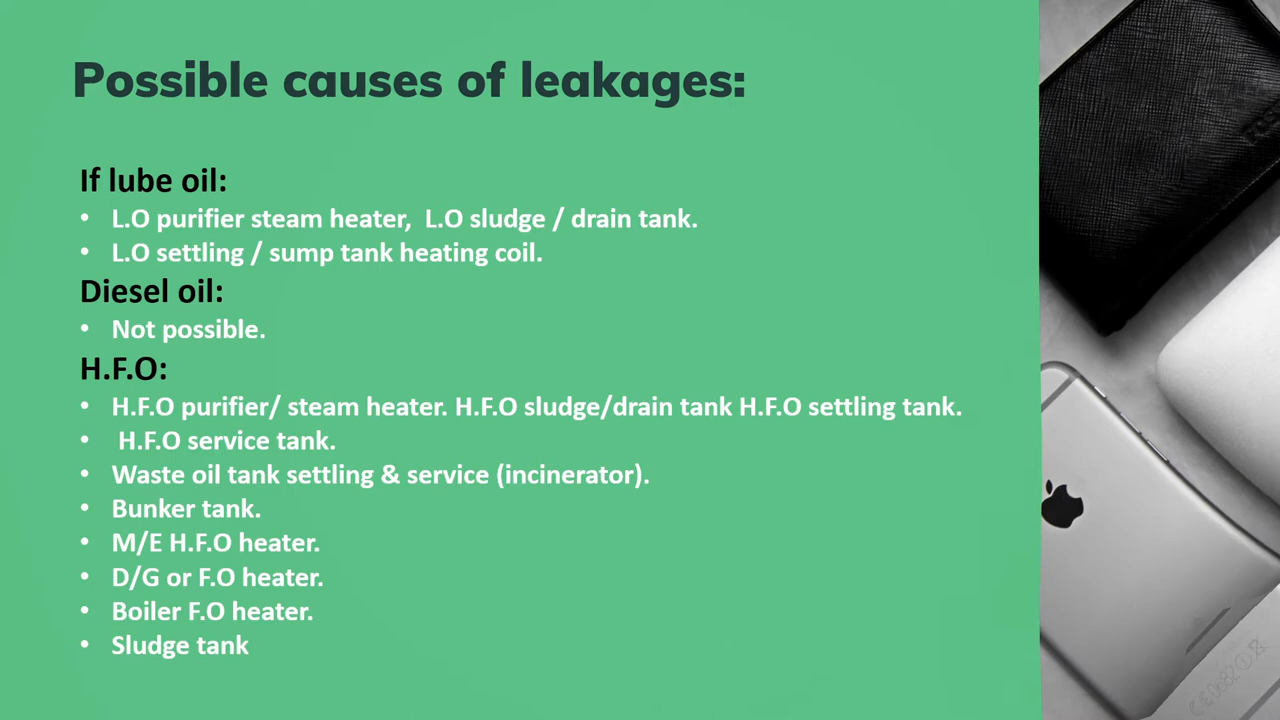 Possible causes of leakages:
If lube oil:
• L.O purifier steam heater,  L.O sludge / drain tank.
• L.O settling / sump tank heating coil.
Diesel oil:
• Not possible.
H.F.O:
• H.F.O purifier/ steam heater. H.F.O sludge/drain tank H.F.O settling tank.
• H.F.O service tank.
• Waste oil tank settling & service (incinerator).
• Bunker tank.
• M/E H.F.O heater.
• D/G or F.O heater.
• Boiler F.O heater.
• Sludge tank